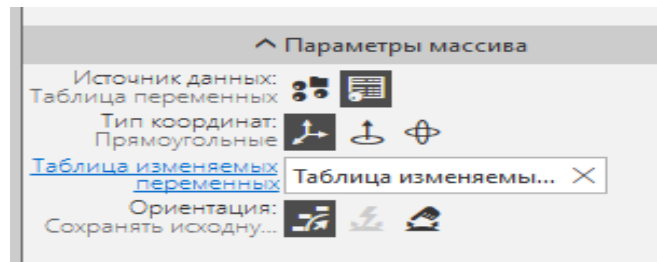 Параметры массива
Источник данных:
Таблица переменных
Тип координат:
Прямоугольные
Таблица изменяемых
переменных
Таблица изменяемы...
Ориентация:
Сохранять исходну...